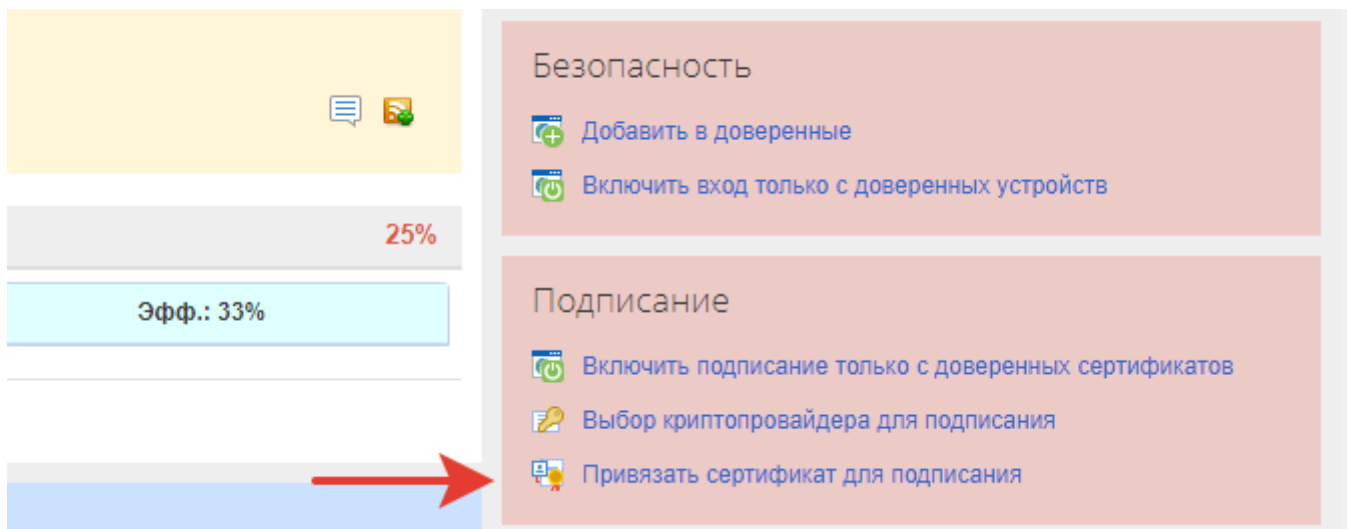 Безопасность
Добавить в доверенные
Включить вход только с доверенных устройств
25%
Эфф.: 33%
Подписание
Включить подписание только с доверенных сертификатов
Выбор криптопровайдера для подписания
Привязать сертификат для подписания